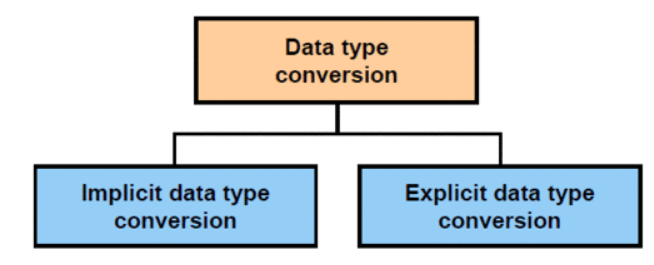 Data type
conversion
Implicit data type
conversion
Explicit data type
conversion